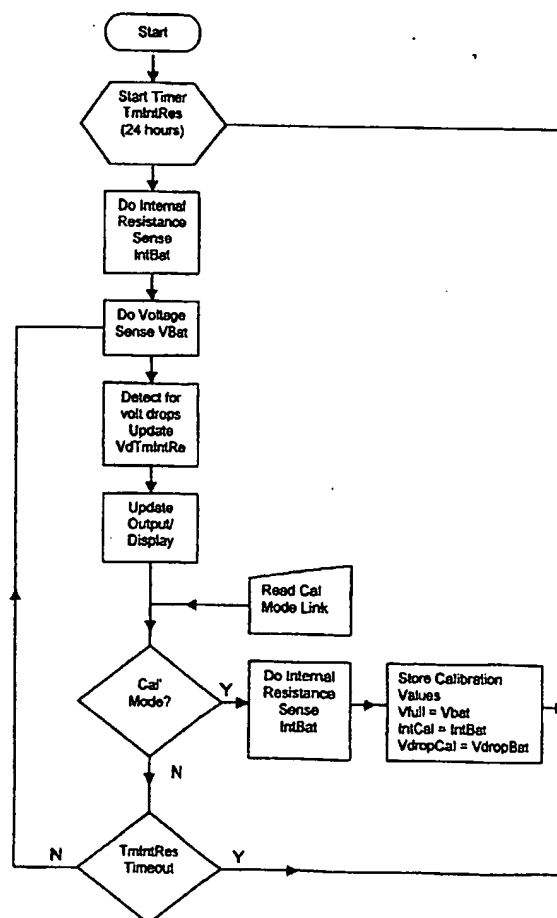 Start
Start Timer
TmIntRes
(24 hours)
Do Internal
Resistance
Sense
IntBat
Do Voltage
Sense VBat
Detect for
volt drops
Update
VdTmIntRe
Update
Output/
Display
Read Cal
Mode Link
Cal'
Mode?
Y
Do Internal
Resistance
Sense
IntBat
Store Calibration
Values
Vfull = Vbat
IntCal = IntBat
VdropCal = VdropBat
N
N
TmIntRes
Timeout
Y